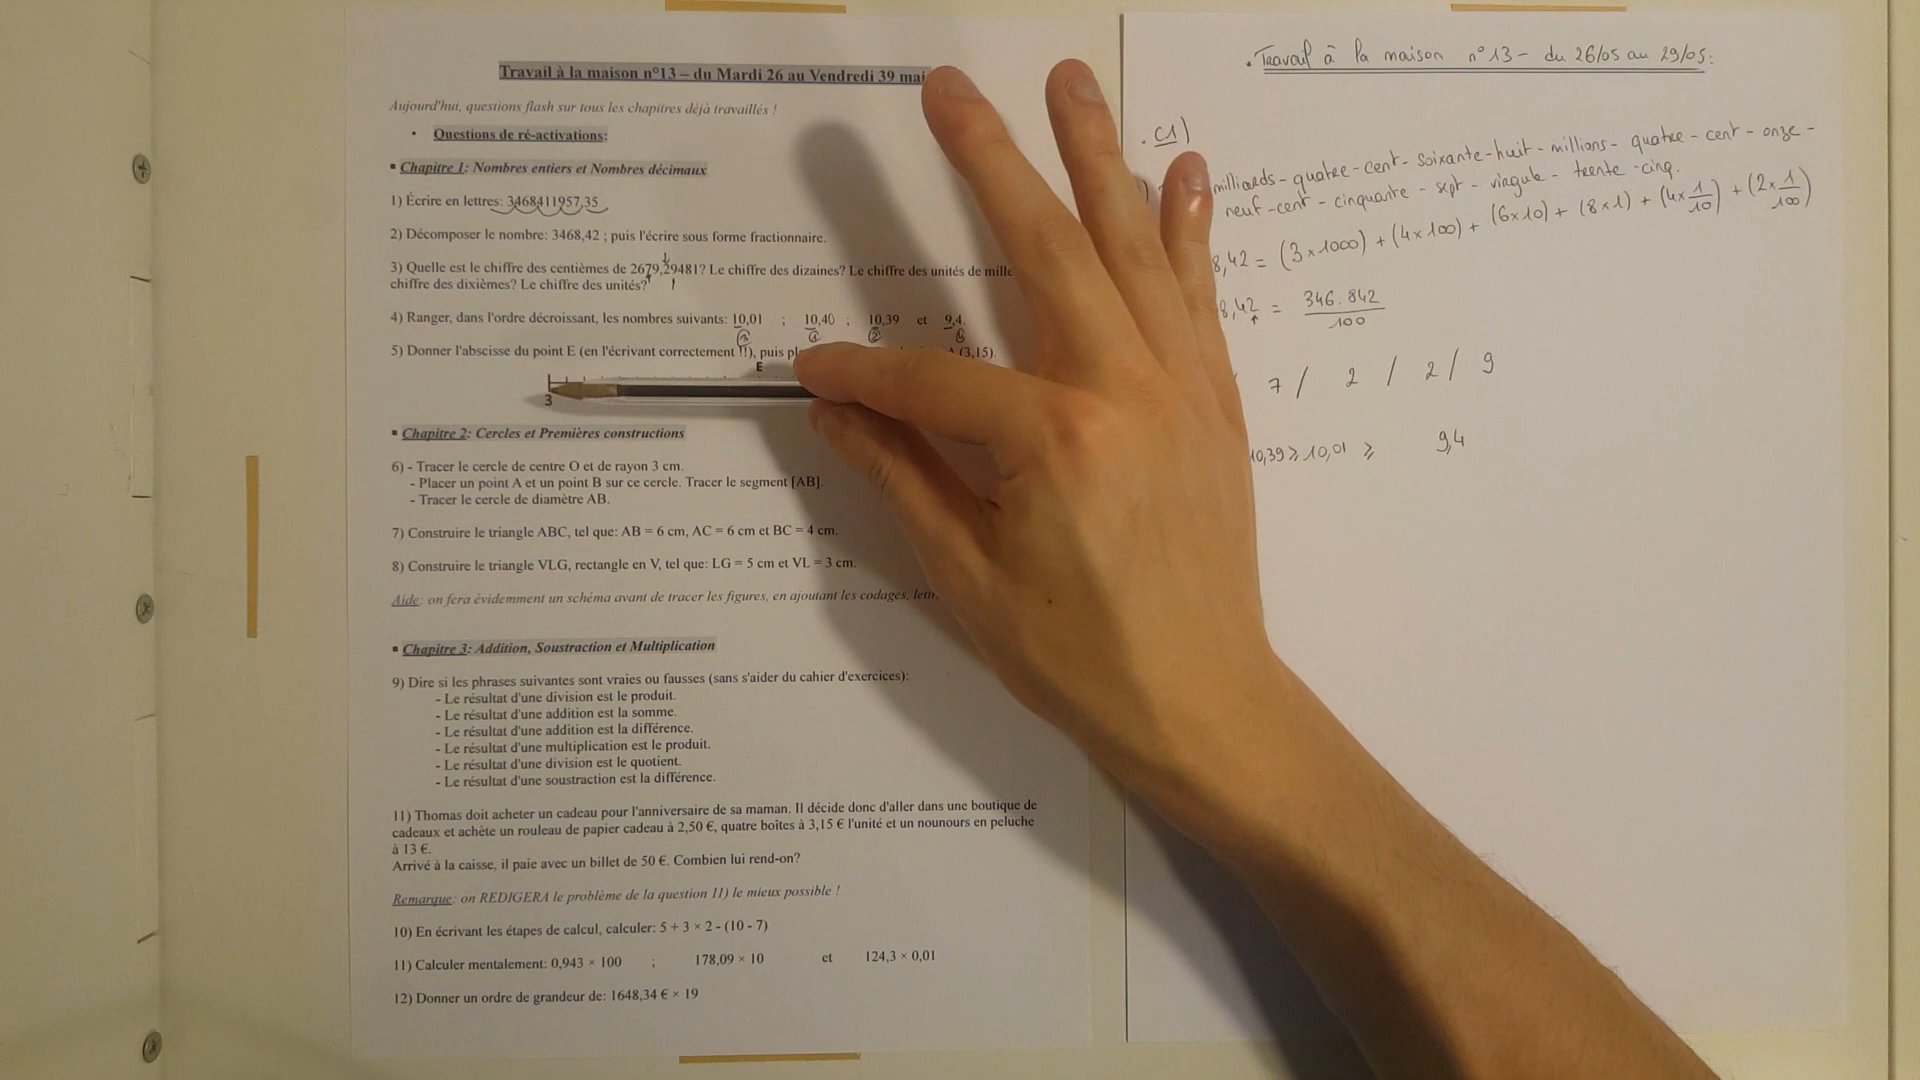 Travail à la maison n°13 – du Mardi 26 au Vendredi 39 mai
Aujourd'hui, questions flash sur tous les chapitres déjà travaillés !
• Questions de ré-activations:
▪ Chapitre 1: Nombres entiers et Nombres décimaux
1) Écrire en lettres: 3468411957,35
2) Décomposer le nombre: 3468,42 ; puis l'écrire sous forme fractionnaire.
3) Quelle est le chiffre des centièmes de 2679,29481? Le chiffre des dizaines? Le chiffre des unités de mille
chiffre des dixièmes? Le chiffre des unités?
4) Ranger, dans l'ordre décroissant, les nombres suivants: 10,01 ; 10,40 ; 10,39 et 9,4.
5) Donner l'abscisse du point E (en l'écrivant correctement !!), puis (3,15).
E
3
▪ Chapitre 2: Cercles et Premières constructions
6) - Tracer le cercle de centre O et de rayon 3 cm.
- Placer un point A et un point B sur ce cercle. Tracer le segment [AB].
- Tracer le cercle de diamètre AB.
7) Construire le triangle ABC, tel que: AB = 6 cm, AC = 6 cm et BC = 4 cm.
8) Construire le triangle VLG, rectangle en V, tel que: LG = 5 cm et VL = 3 cm.
Aide: on fera évidemment un schéma avant de tracer les figures, en ajoutant les codages,
▪ Chapitre 3: Addition, Soustraction et Multiplication
9) Dire si les phrases suivantes sont vraies ou fausses (sans s'aider du cahier d'exercices):
- Le résultat d'une division est le produit.
- Le résultat d'une addition est la somme.
- Le résultat d'une addition est la différence.
- Le résultat d'une multiplication est le produit.
- Le résultat d'une division est le quotient.
- Le résultat d'une soustraction est la différence.
11) Thomas doit acheter un cadeau pour l'anniversaire de sa maman. Il décide donc d'aller dans une boutique de
cadeaux et achète un rouleau de papier cadeau à 2,50 €, quatre boîtes à 3,15 € l'unité et un nounours en peluche
à 13 €.
Arrivé à la caisse, il paie avec un billet de 50 €. Combien lui rend-on?
Remarque: on REDIGERA le problème de la question 11) le mieux possible !
10) En écrivant les étapes de calcul, calculer: 5 + 3 × 2 - (10 - 7)
11) Calculer mentalement: 0,943 × 100 ; 178,09 × 10 et 124,3 × 0,01
12) Donner un ordre de grandeur de: 1648,34 € × 19
. Travail à la maison n°13 – du 26/05 au 29/05:
. C1)
milliards - quatre - cent - soixante - huit - millions - quatre - cent - onze -
neuf - cent - cinquante - sept - virgule - trente - cinq.
8,42 = (3×1000) + (4×100) + (6×10) + (8×1) + (4×1/10) + (2×1/100)
8,42 = 346.842/100
7 / 2 / 2 / 9
10,39 ⩾ 10,01 ⩾ 9,4